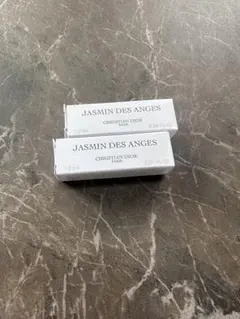 JASMIN DES ANGES
CHRISTIAN DIOR
PARIS
JASMIN DES ANGES
CHRISTIAN DIOR
PARIS